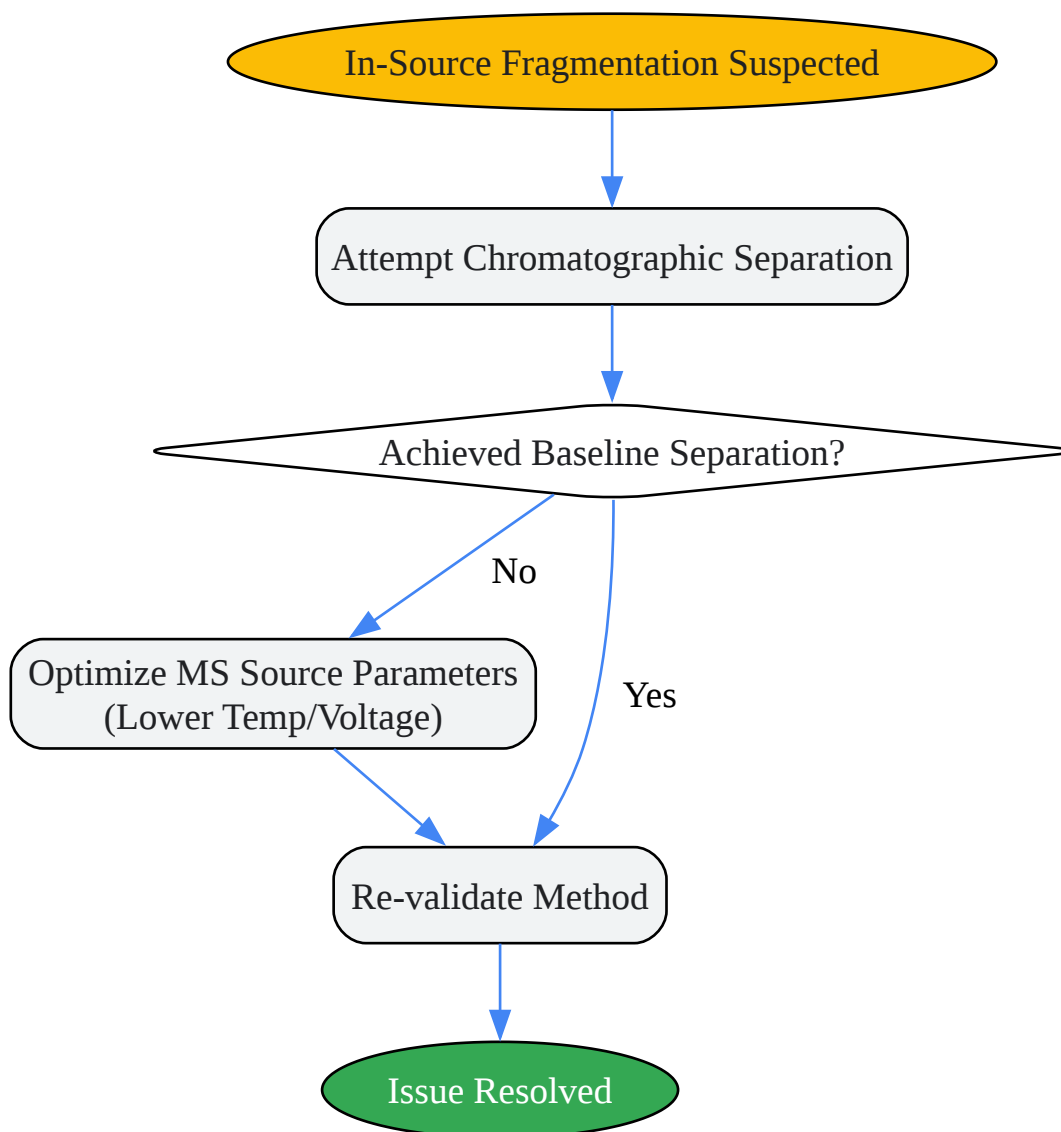 In-Source Fragmentation Suspected
Attempt Chromatographic Separation
Achieved Baseline Separation?
No
Optimize MS Source Parameters
(Lower Temp/Voltage)
Yes
Re-validate Method
Issue Resolved